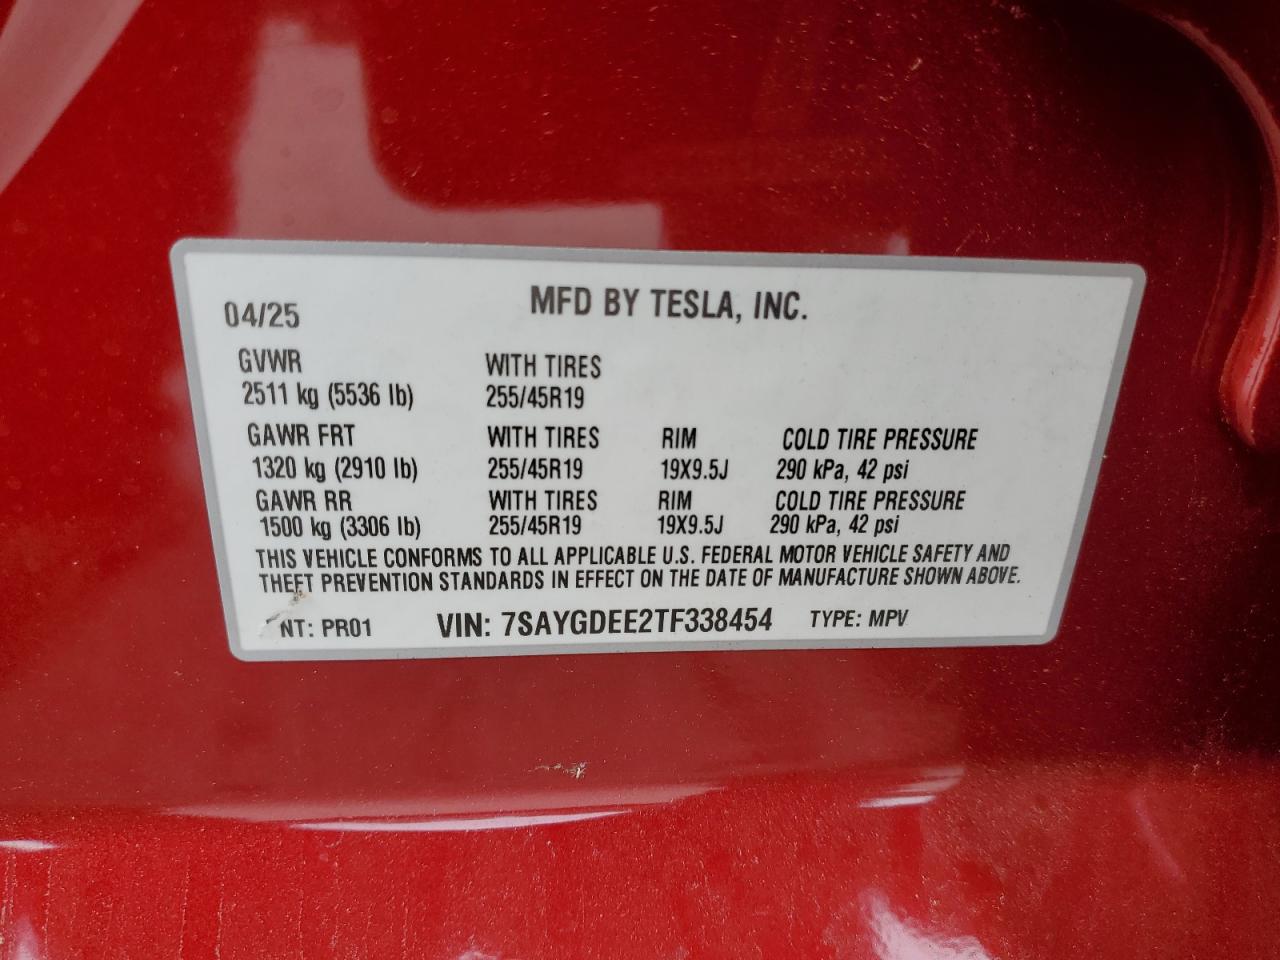 04/25 MFD BY TESLA, INC.
GVWR WITH TIRES
2511 kg (5536 lb) 255/45R19
GAWR FRT WITH TIRES RIM COLD TIRE PRESSURE
1320 kg (2910 lb) 255/45R19 19X9.5J 290 kPa, 42 psi
GAWR RR WITH TIRES RIM COLD TIRE PRESSURE
1500 kg (3306 lb) 255/45R19 19X9.5J 290 kPa, 42 psi
THIS VEHICLE CONFORMS TO ALL APPLICABLE U.S. FEDERAL MOTOR VEHICLE SAFETY AND
THEFT PREVENTION STANDARDS IN EFFECT ON THE DATE OF MANUFACTURE SHOWN ABOVE.
NT: PR01 VIN: 7SAYGDEE2TF338454 TYPE: MPV